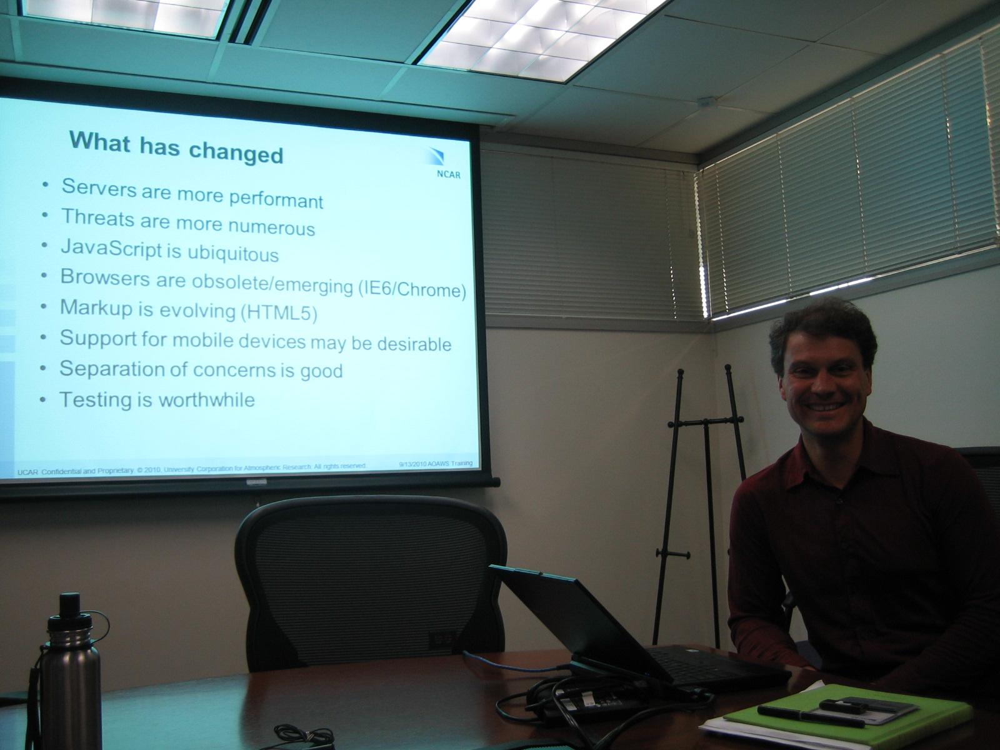 What has changed
NCAR
• Servers are more performant
• Threats are more numerous
• JavaScript is ubiquitous
• Browsers are obsolete/emerging (IE6/Chrome)
• Markup is evolving (HTML5)
• Support for mobile devices may be desirable
• Separation of concerns is good
• Testing is worthwhile
UCAR Confidential and Proprietary. © 2010, University Corporation for Atmospheric Research. All rights reserved.
9/13/2010 AOAWS Training